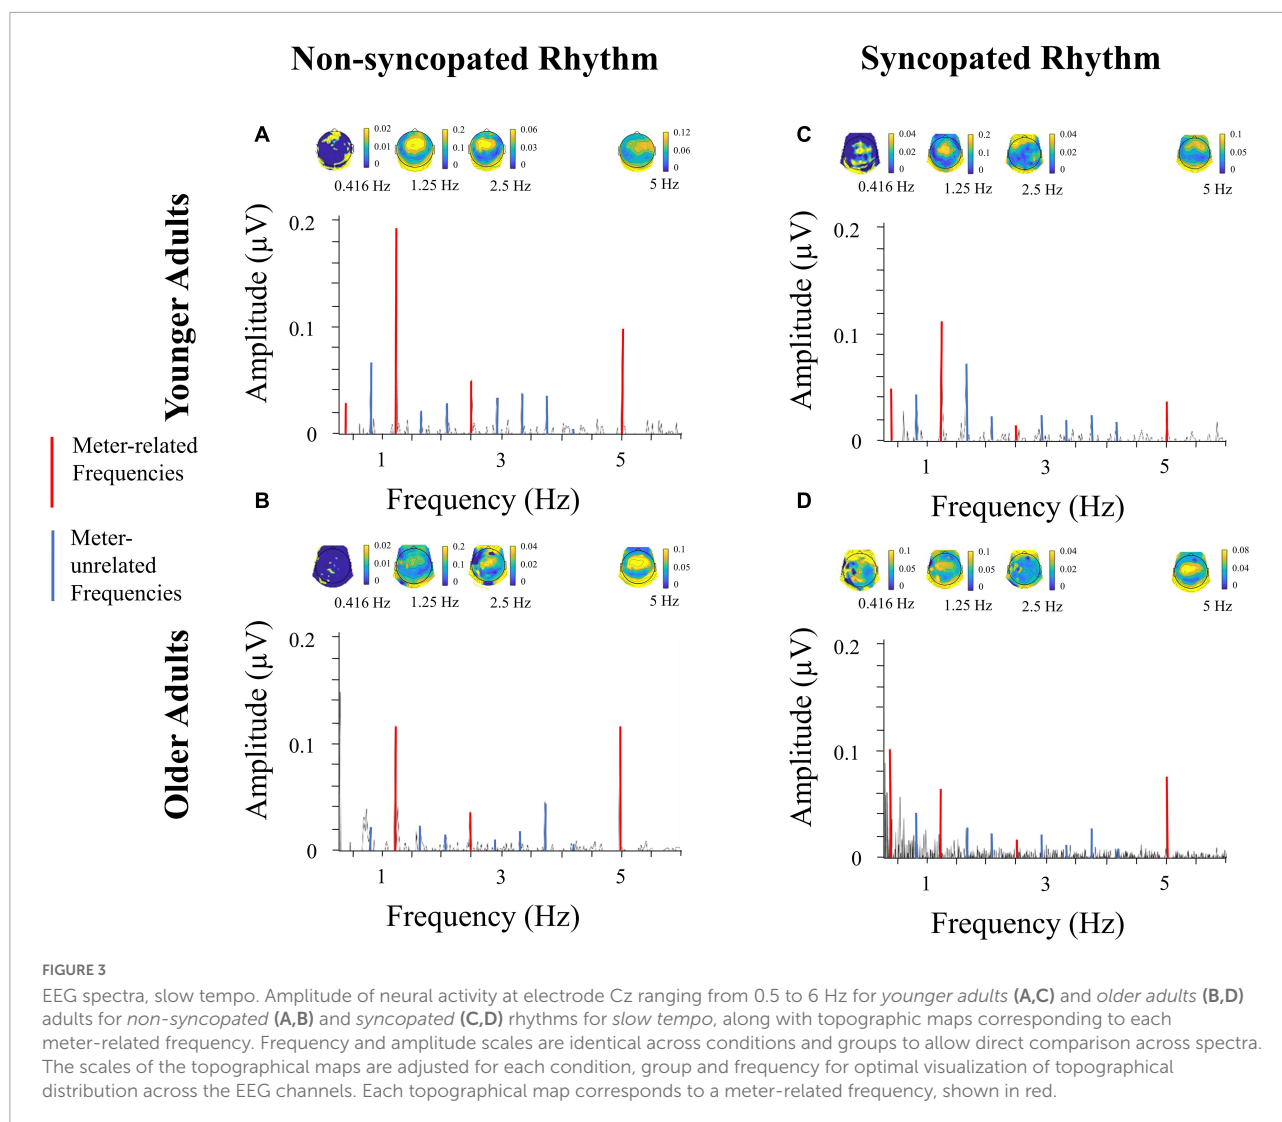 Non-syncopated Rhythm
Syncopated Rhythm
Younger Adults
Older Adults
Meter-related
Frequencies
Meter-
unrelated
Frequencies
A
0.02
0.01
0
0.2
0.1
0
0.06
0.03
0
0.12
0.06
0
0.416 Hz
1.25 Hz
2.5 Hz
5 Hz
Amplitude (µV)
0.2
0.1
0
1
3
5
Frequency (Hz)
C
0.04
0.02
0
0.2
0.1
0
0.04
0.02
0
0.1
0.05
0
0.416 Hz
1.25 Hz
2.5 Hz
5 Hz
Amplitude (µV)
0.2
0.1
0
1
3
5
Frequency (Hz)
B
0.02
0.01
0
0.2
0.1
0
0.04
0.02
0
0.1
0.05
0
0.416 Hz
1.25 Hz
2.5 Hz
5 Hz
Amplitude (µV)
0.2
0.1
0
1
3
5
Frequency (Hz)
D
0.1
0.05
0
0.1
0.05
0
0.04
0.02
0
0.08
0.04
0
0.416 Hz
1.25 Hz
2.5 Hz
5 Hz
Amplitude (µV)
0.2
0.1
0
1
3
5
Frequency (Hz)
FIGURE 3
EEG spectra, slow tempo. Amplitude of neural activity at electrode Cz ranging from 0.5 to 6 Hz for younger adults (A,C) and older adults (B,D)
adults for non-syncopated (A,B) and syncopated (C,D) rhythms for slow tempo, along with topographic maps corresponding to each
meter-related frequency. Frequency and amplitude scales are identical across conditions and groups to allow direct comparison across spectra.
The scales of the topographical maps are adjusted for each condition, group and frequency for optimal visualization of topographical
distribution across the EEG channels. Each topographical map corresponds to a meter-related frequency, shown in red.